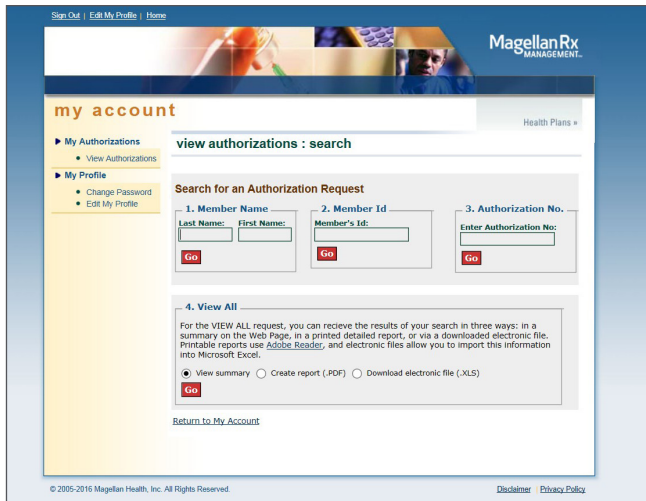 Sign Out | Edit My Profile | Home
MagellanRx
MANAGEMENT℠
my account
Health Plans »
My Authorizations
View Authorizations
My Profile
Change Password
Edit My Profile
view authorizations : search
Search for an Authorization Request
1. Member Name
Last Name: First Name:
Go
2. Member Id
Member's Id:
Go
3. Authorization No.
Enter Authorization No:
Go
4. View All
For the VIEW ALL request, you can recieve the results of your search in three ways: in a
summary on the Web Page, in a printed detailed report, or via a downloaded electronic file.
Printable reports use Adobe Reader, and electronic files allow you to import this information
into Microsoft Excel.
View summary Create report (.PDF) Download electronic file (.XLS)
Go
Return to My Account
© 2005-2016 Magellan Health, Inc. All Rights Reserved.
Disclaimer | Privacy Policy